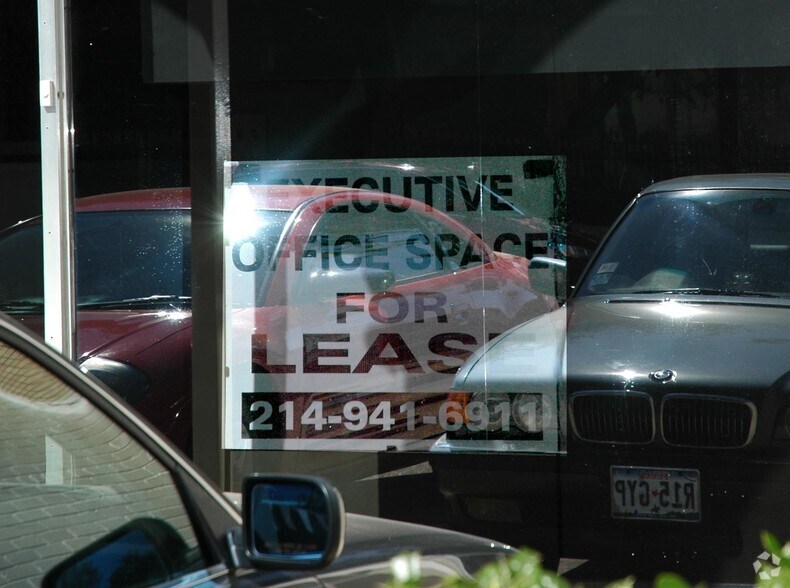 EXECUTIVE
OFFICE SPACE
FOR
LEASE
214-941-6911
R15 GYP